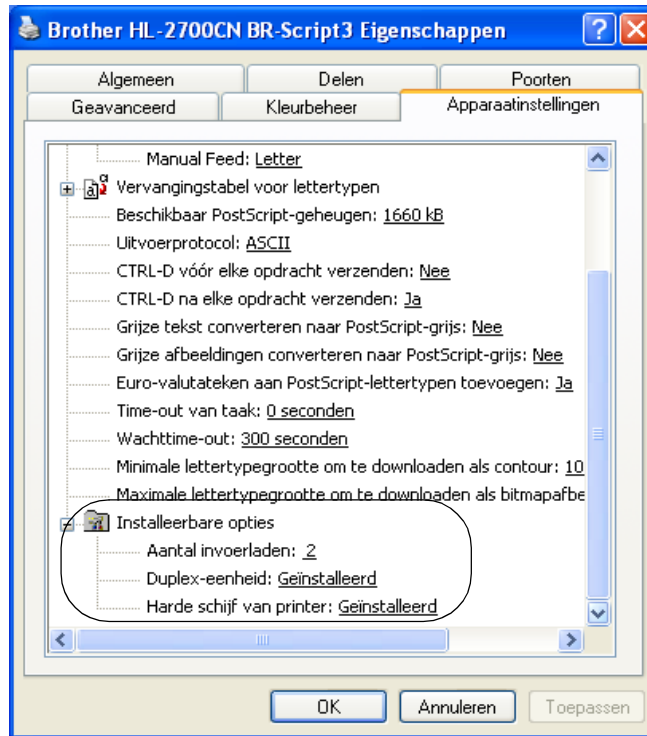 Brother HL-2700CN BR-Script3 Eigenschappen
Algemeen
Delen
Poorten
Geavanceerd
Kleurbeheer
Apparaatinstellingen
Manual Feed: Letter
Vervangingstabel voor lettertypen
Beschikbaar PostScript-geheugen: 1660 kB
Uitvoerprotocol: ASCII
CTRL-D vóór elke opdracht verzenden: Nee
CTRL-D na elke opdracht verzenden: Ja
Grijze tekst converteren naar PostScript-grijs: Nee
Grijze afbeeldingen converteren naar PostScript-grijs: Nee
Euro-valutateken aan PostScript-lettertypen toevoegen: Ja
Time-out van taak: 0 seconden
Wachttime-out: 300 seconden
Minimale lettertypegrootte om te downloaden als contour: 10
Maximale lettertypegrootte om te downloaden als bitmapafbe
Installeerbare opties
Aantal invoerladen: 2
Duplex-eenheid: Geïnstalleerd
Harde schijf van printer: Geïnstalleerd
OK
Annuleren
Toepassen